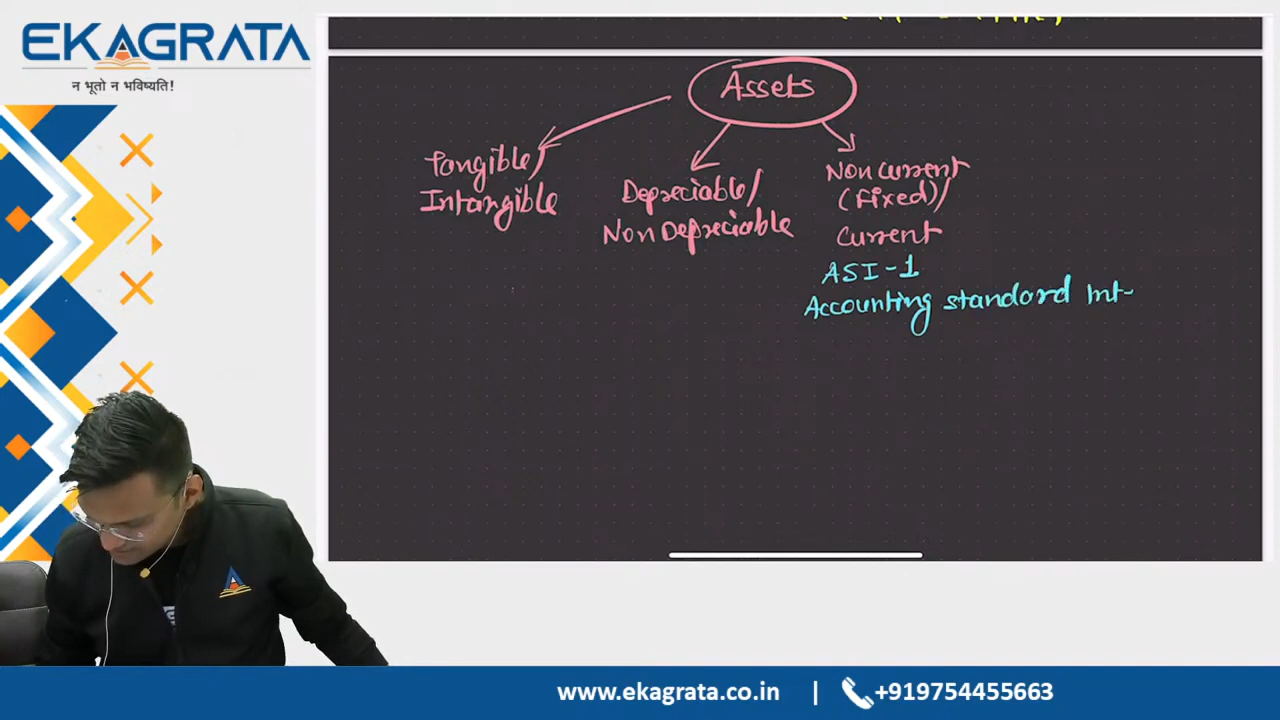 EKAGRATA
न भूतो न भविष्यति!
Assets
Tangible/
Intangible
Depreciable/
Non Depreciable
Non current
(fixed)/
current
ASI-1
Accounting standard Int-
www.ekagrata.co.in | +919754455663